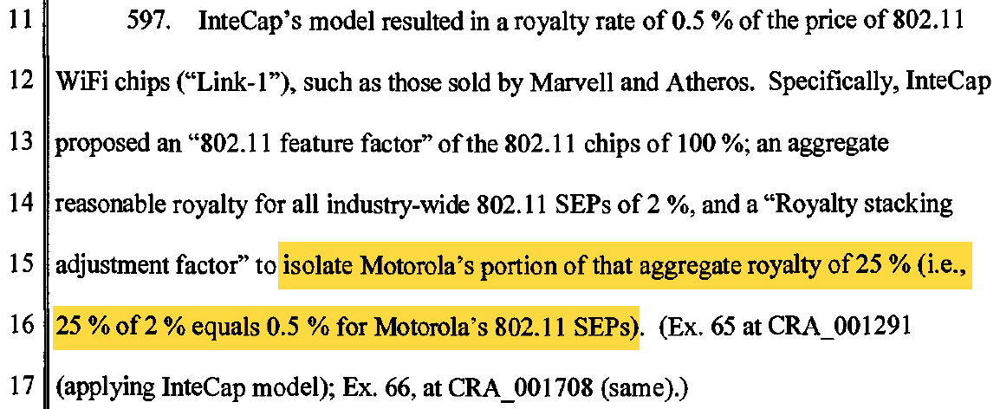 11 597. InteCap’s model resulted in a royalty rate of 0.5 % of the price of 802.11
12 WiFi chips (“Link-1”), such as those sold by Marvell and Atheros. Specifically, InteCap
13 proposed an “802.11 feature factor” of the 802.11 chips of 100 %; an aggregate
14 reasonable royalty for all industry-wide 802.11 SEPs of 2 %, and a “Royalty stacking
15 adjustment factor” to isolate Motorola’s portion of that aggregate royalty of 25 % (i.e.,
16 25 % of 2 % equals 0.5 % for Motorola’s 802.11 SEPs). (Ex. 65 at CRA_001291
17 (applying InteCap model); Ex. 66, at CRA_001708 (same).)